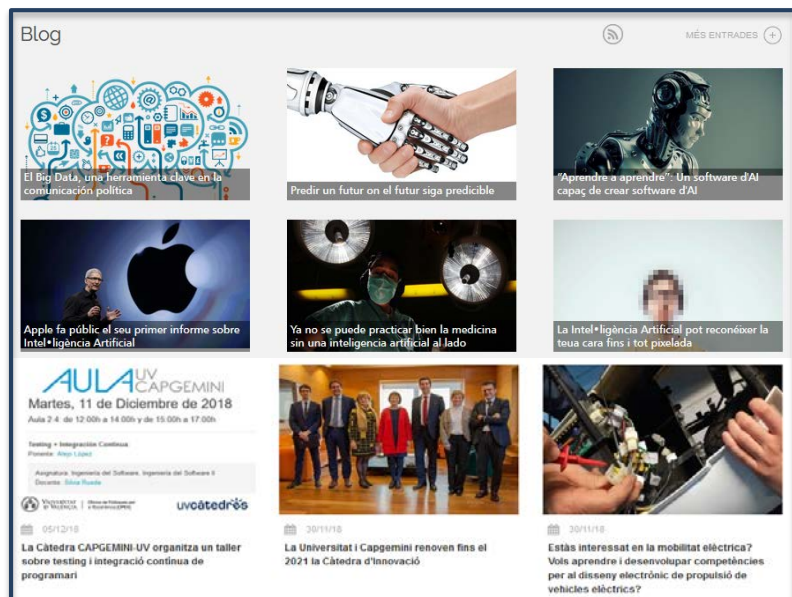 Blog
MÉS ENTRADES
El Big Data, una herramienta clave en la
comunicación política
Predir un futur on el futur siga predicible
"Aprendre a aprendre": Un software d'AI
capaç de crear software d'AI
Apple fa públic el seu primer informe sobre
Intel•ligència Artificial
Ya no se puede practicar bien la medicina
sin una inteligencia artificial al lado
La Intel•ligència Artificial pot reconéixer la
teua cara fins i tot pixelada
AULA UV
CAPGEMINI
Martes, 11 de Diciembre de 2018
Aula 2.4 de 12:00h a 14:00h y de 15:00h a 17:00h
Testing + Integración Continua
Ponente: Alejo López
Asignatura: Ingeniería del Software, Ingeniería del Software II
Docente: Silvia Rueda
VNIVERSITAT
D VALÈNCIA
uvcàtedres
05/12/18
La Càtedra CAPGEMINI-UV organitza un taller
sobre testing i integració contínua de
programari
30/11/18
La Universitat i Capgemini renoven fins el
2021 la Càtedra d'Innovació
30/11/18
Estàs interessat en la mobilitat elèctrica?
Vols aprendre i desenvolupar competències
per al disseny electrònic de propulsió de
vehicles elèctrics?